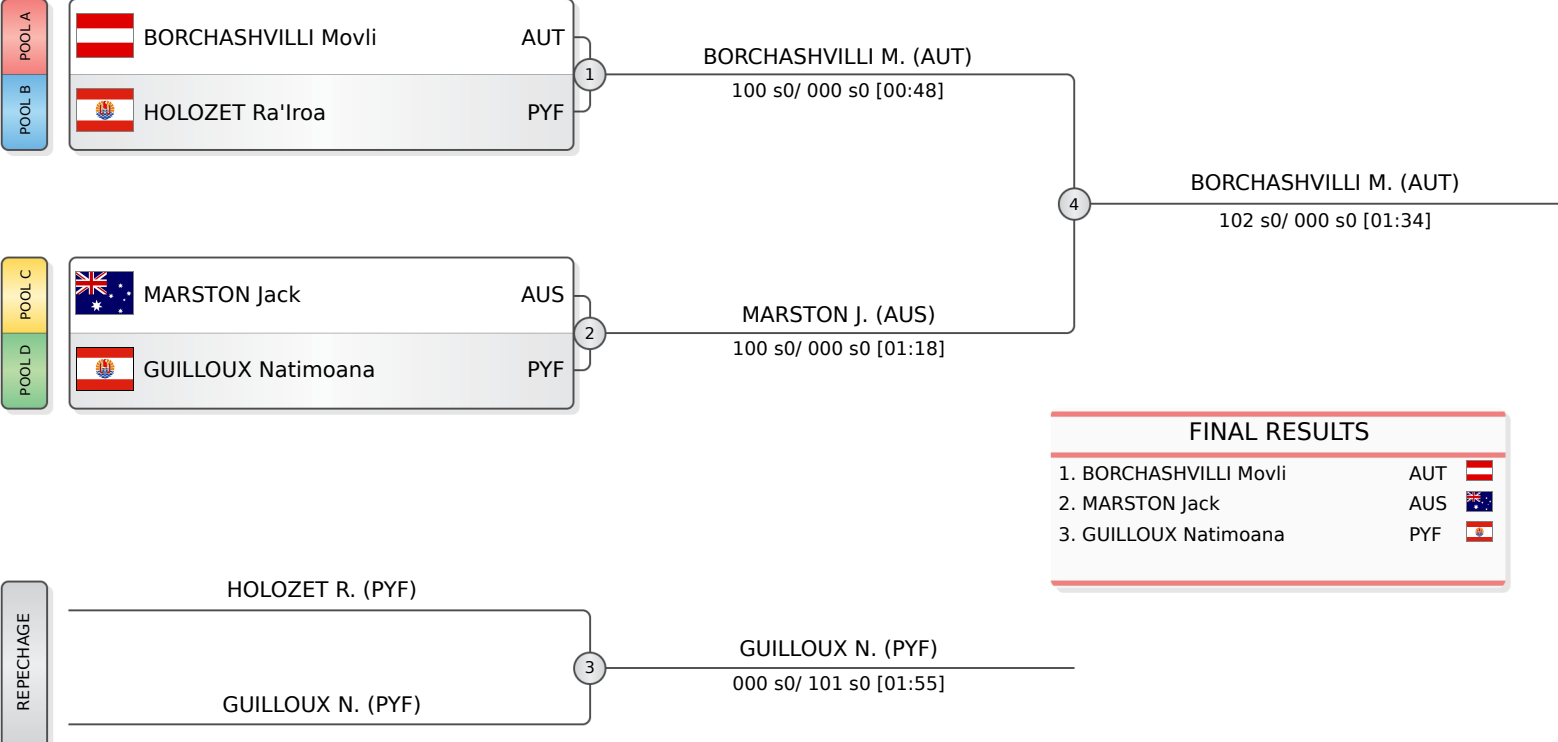 POOL A
BORCHASHVILLI Movli AUT
POOL B
HOLOZET Ra'Iroa PYF
1
BORCHASHVILLI M. (AUT)
100 s0/ 000 s0 [00:48]
4
BORCHASHVILLI M. (AUT)
102 s0/ 000 s0 [01:34]
POOL C
MARSTON Jack AUS
POOL D
GUILLOUX Natimoana PYF
2
MARSTON J. (AUS)
100 s0/ 000 s0 [01:18]
FINAL RESULTS
1. BORCHASHVILLI Movli AUT
2. MARSTON Jack AUS
3. GUILLOUX Natimoana PYF
REPECHAGE
HOLOZET R. (PYF)
GUILLOUX N. (PYF)
3
GUILLOUX N. (PYF)
000 s0/ 101 s0 [01:55]